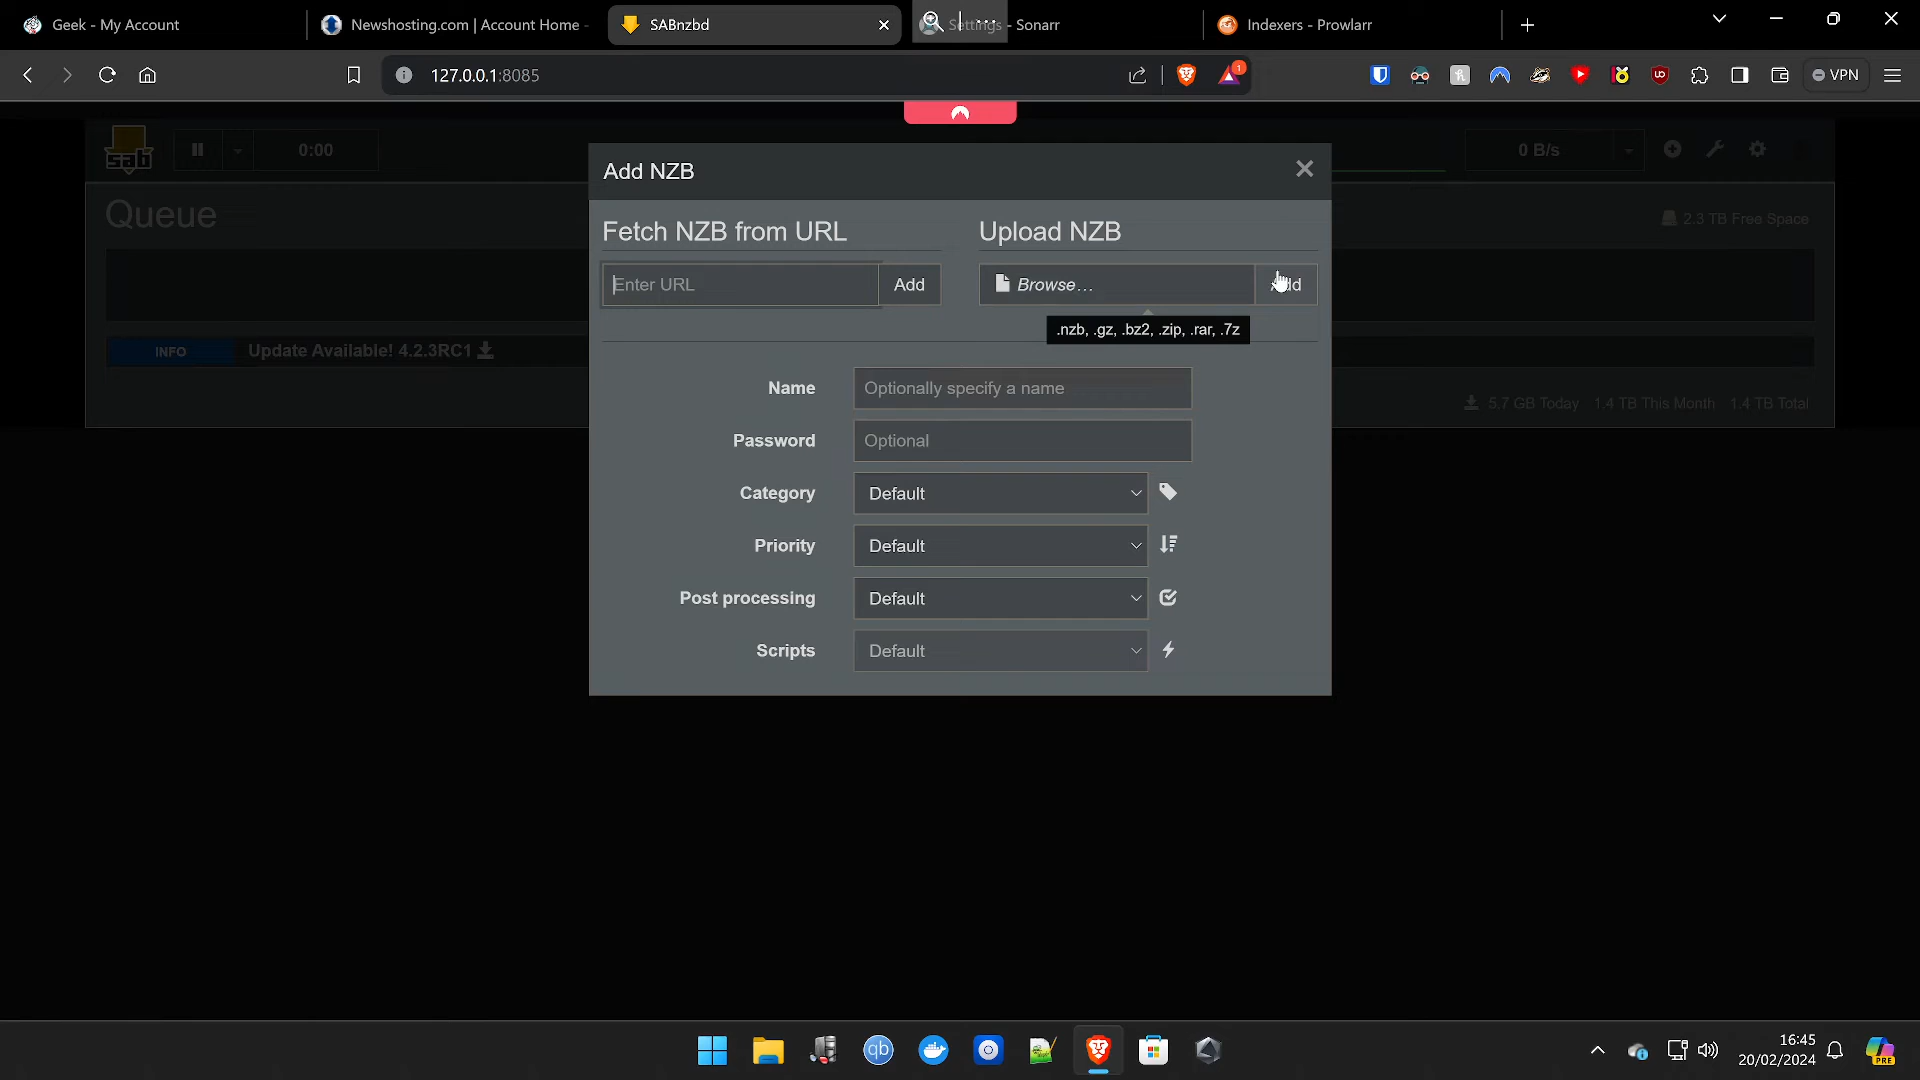 Geek - My Account
Newshosting.com | Account Home -
SABnzbd
Settings - Sonarr
Indexers - Prowlarr
127.0.0.1:8085
1
VPN
sab
0:00
0 B/s
Queue
2.3 TB Free Space
Add NZB
Fetch NZB from URL
Upload NZB
Enter URL
Add
Browse...
Add
.nzb, .gz, .bz2, .zip, .rar, .7z
INFO
Update Available! 4.2.3RC1
5.7 GB Today 1.4 TB This Month 1.4 TB Total
Name
Optionally specify a name
Password
Optional
Category
Default
Priority
Default
Post processing
Default
Scripts
Default
qb
16:45
20/02/2024
PRE